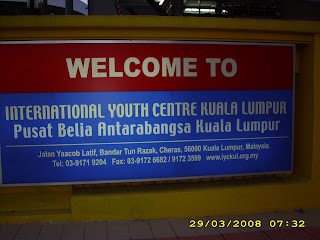 WELCOME TO
INTERNATIONAL YOUTH CENTRE KUALA LUMPUR
Pusat Belia Antarabangsa Kuala Lumpur
Jalan Yaacob Latif, Bandar Tun Razak, Cheras, 56000 Kuala Lumpur, Malaysia.
Tel: 03-9171 9204 Fax: 03-9172 6682 / 9172 3599 www.iyckul.org.my
29/03/2008 07:32